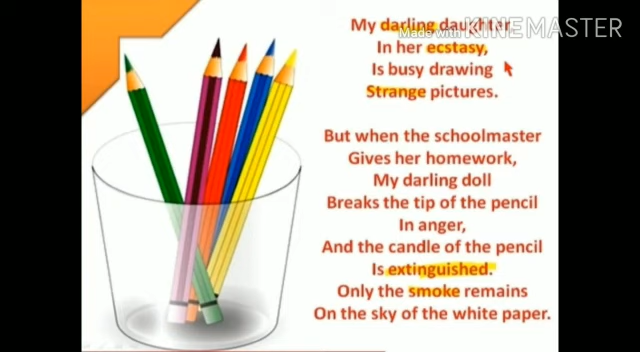 My darling daughter
Made with KINEMASTER
In her ecstasy,
Is busy drawing
Strange pictures.
But when the schoolmaster
Gives her homework,
My darling doll
Breaks the tip of the pencil
In anger,
And the candle of the pencil
Is extinguished.
Only the smoke remains
On the sky of the white paper.